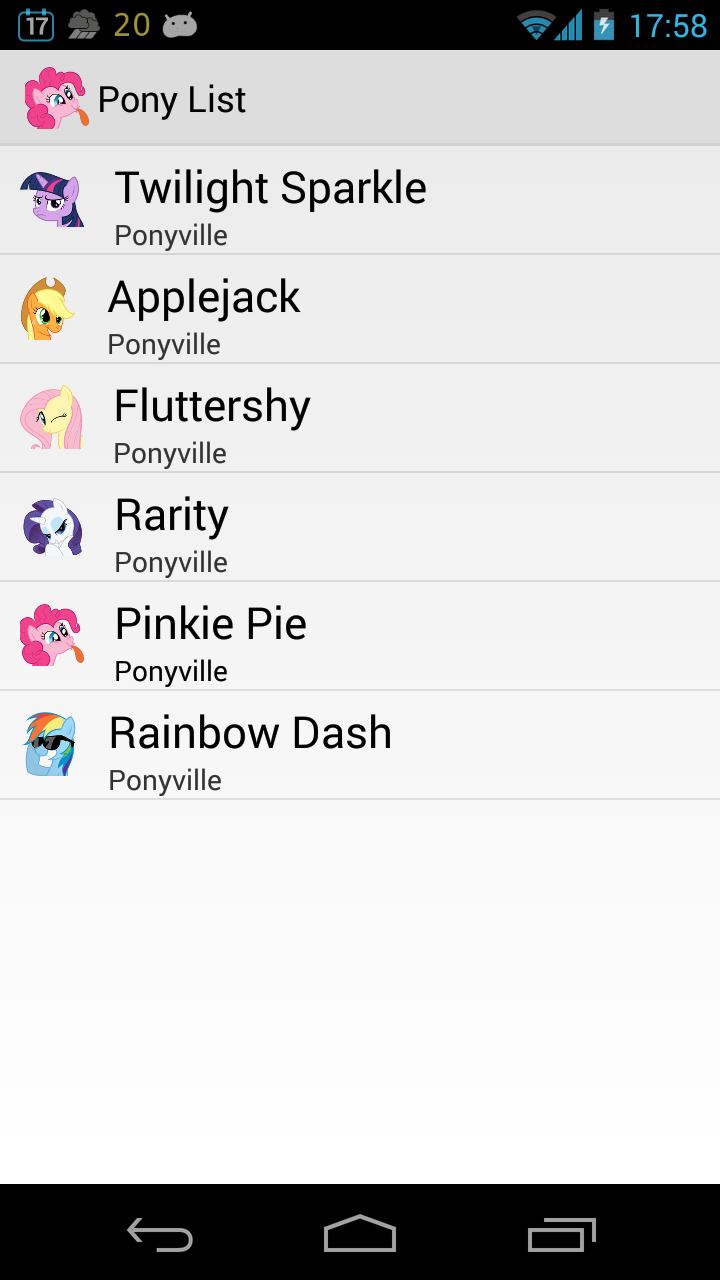 17 20 17:58
Pony List
Twilight Sparkle
Ponyville
Applejack
Ponyville
Fluttershy
Ponyville
Rarity
Ponyville
Pinkie Pie
Ponyville
Rainbow Dash
Ponyville